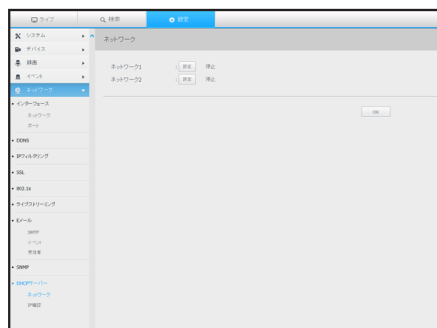 ライブ
検索
設定
システム
デバイス
録画
イベント
ネットワーク
インターフェース
ネットワーク
ポート
DDNS
IPフィルタリング
SSL
802.1x
ライブストリーミング
Eメール
SMTP
イベント
受信者
SNMP
DHCPサーバー
ネットワーク
IP確認
ネットワーク
ネットワーク1 : 設定 停止
ネットワーク2 : 設定 停止
OK